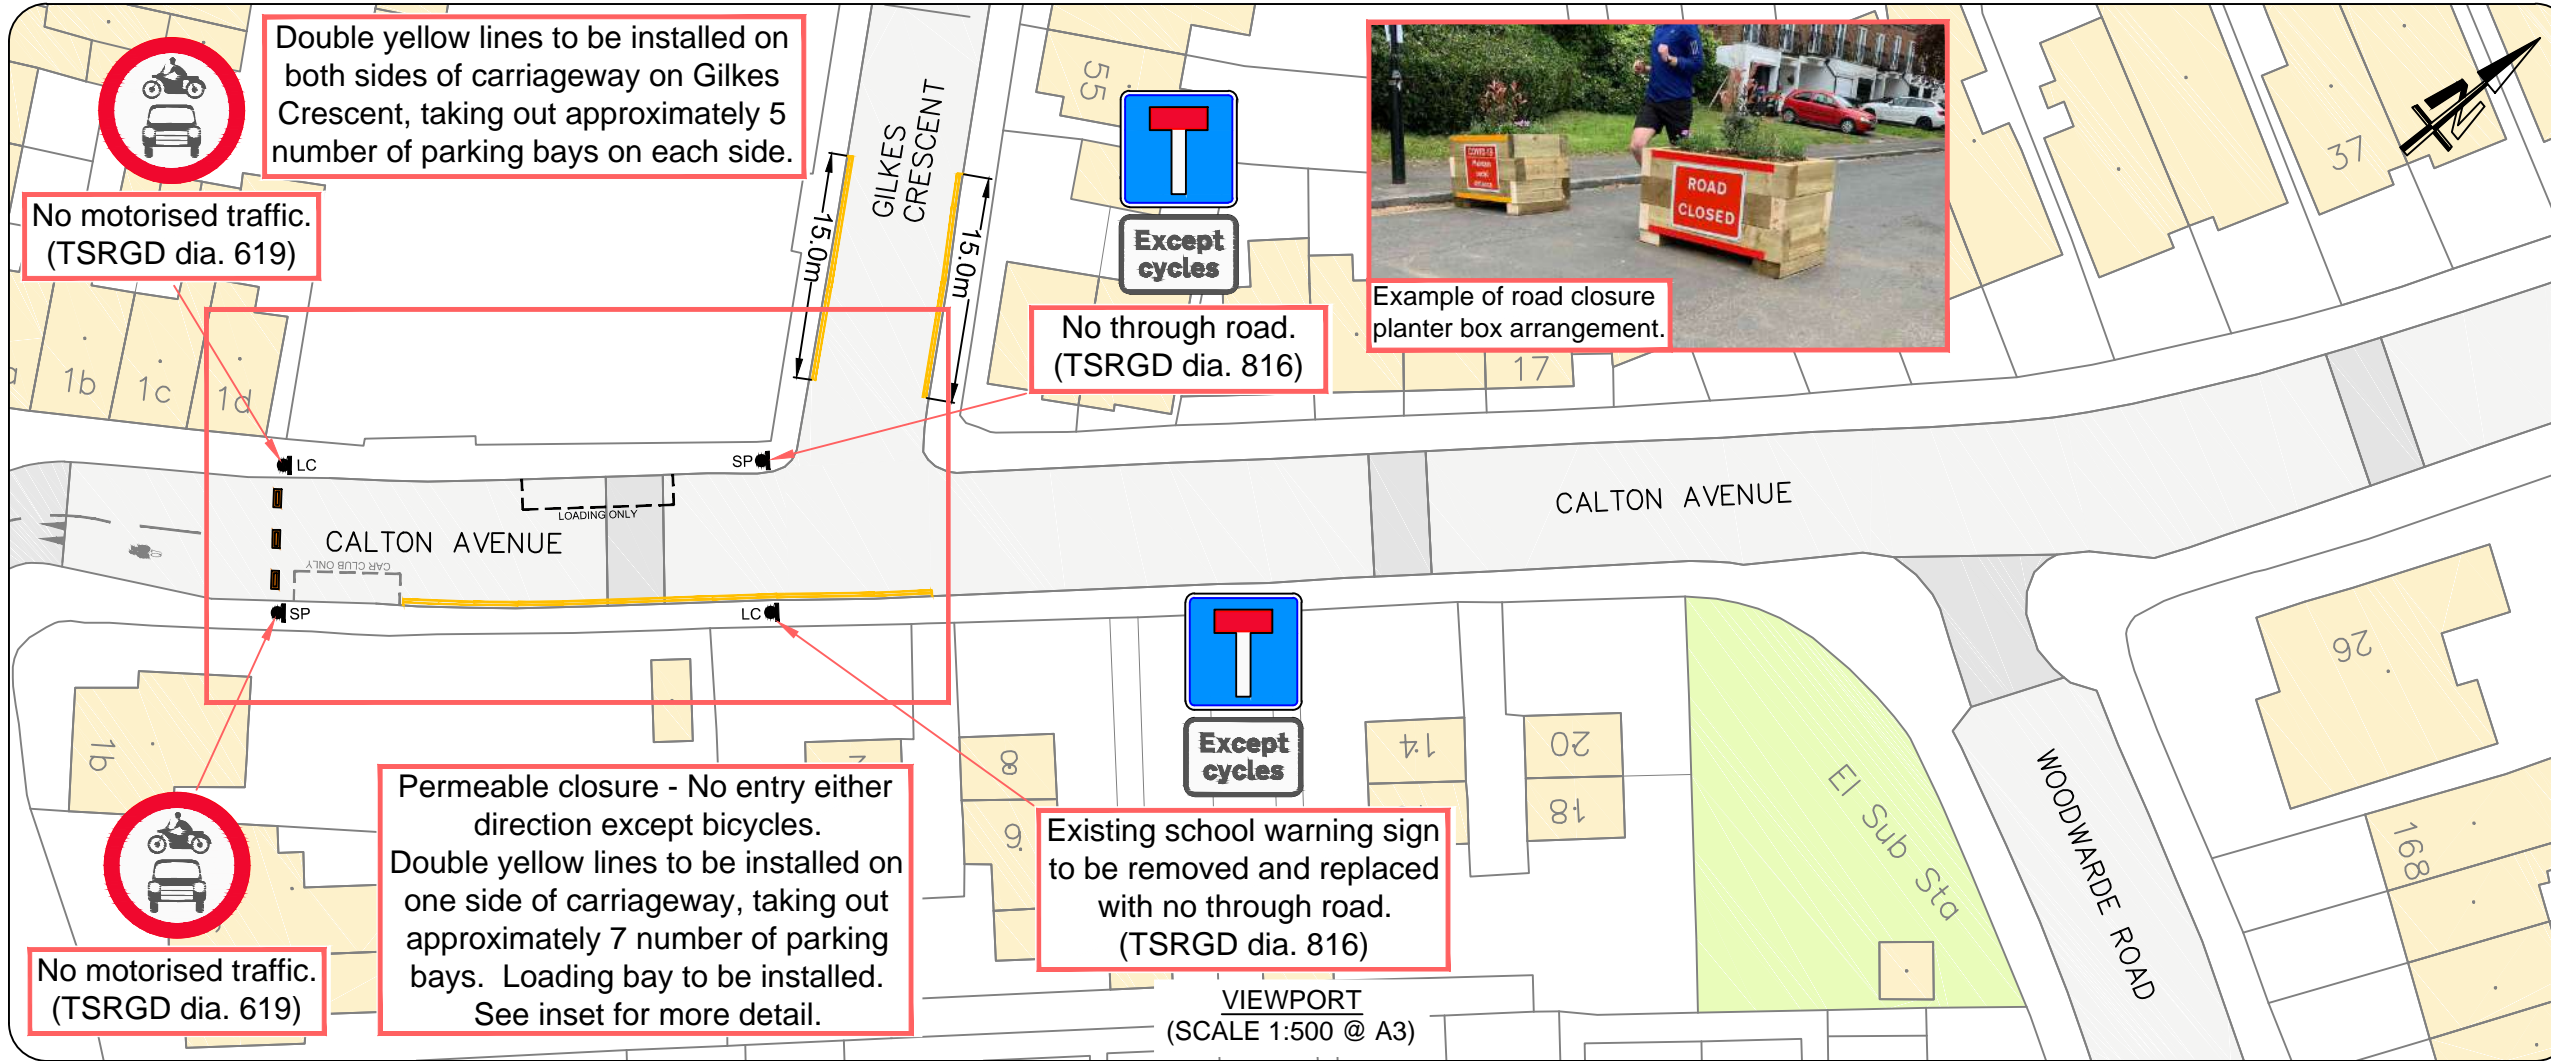 Double yellow lines to be installed on
both sides of carriageway on Gilkes
Crescent, taking out approximately 5
number of parking bays on each side.
No motorised traffic.
(TSRGD dia. 619)
GILKES
CRESCENT
15.0m
15.0m
55
Except
cycles
No through road.
(TSRGD dia. 816)
ROAD
CLOSED
Example of road closure
planter box arrangement.
37
N
1b
1c
1d
17
LC
SP
LOADING ONLY
CALTON AVENUE
CAR CLUB ONLY
CALTON AVENUE
SP
LC
1b
No motorised traffic.
(TSRGD dia. 619)
Permeable closure - No entry either
direction except bicycles.
Double yellow lines to be installed on
one side of carriageway, taking out
approximately 7 number of parking
bays. Loading bay to be installed.
See inset for more detail.
8
6
Except
cycles
Existing school warning sign
to be removed and replaced
with no through road.
(TSRGD dia. 816)
14
20
18
El Sub Sta
WOODWARDE ROAD
26
168
VIEWPORT
(SCALE 1:500 @ A3)